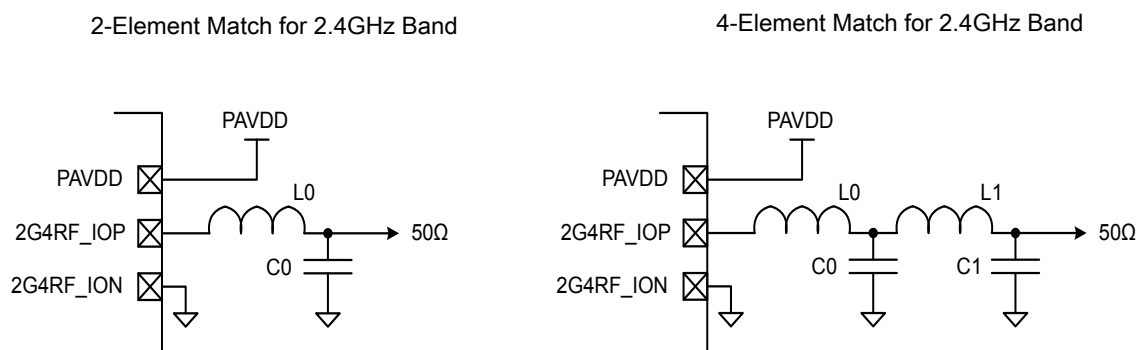 2-Element Match for 2.4GHz Band
PAVDD
PAVDD
L0
2G4RF_IOP
50Ω
C0
2G4RF_ION
4-Element Match for 2.4GHz Band
PAVDD
PAVDD
L0
L1
2G4RF_IOP
50Ω
C0
C1
2G4RF_ION